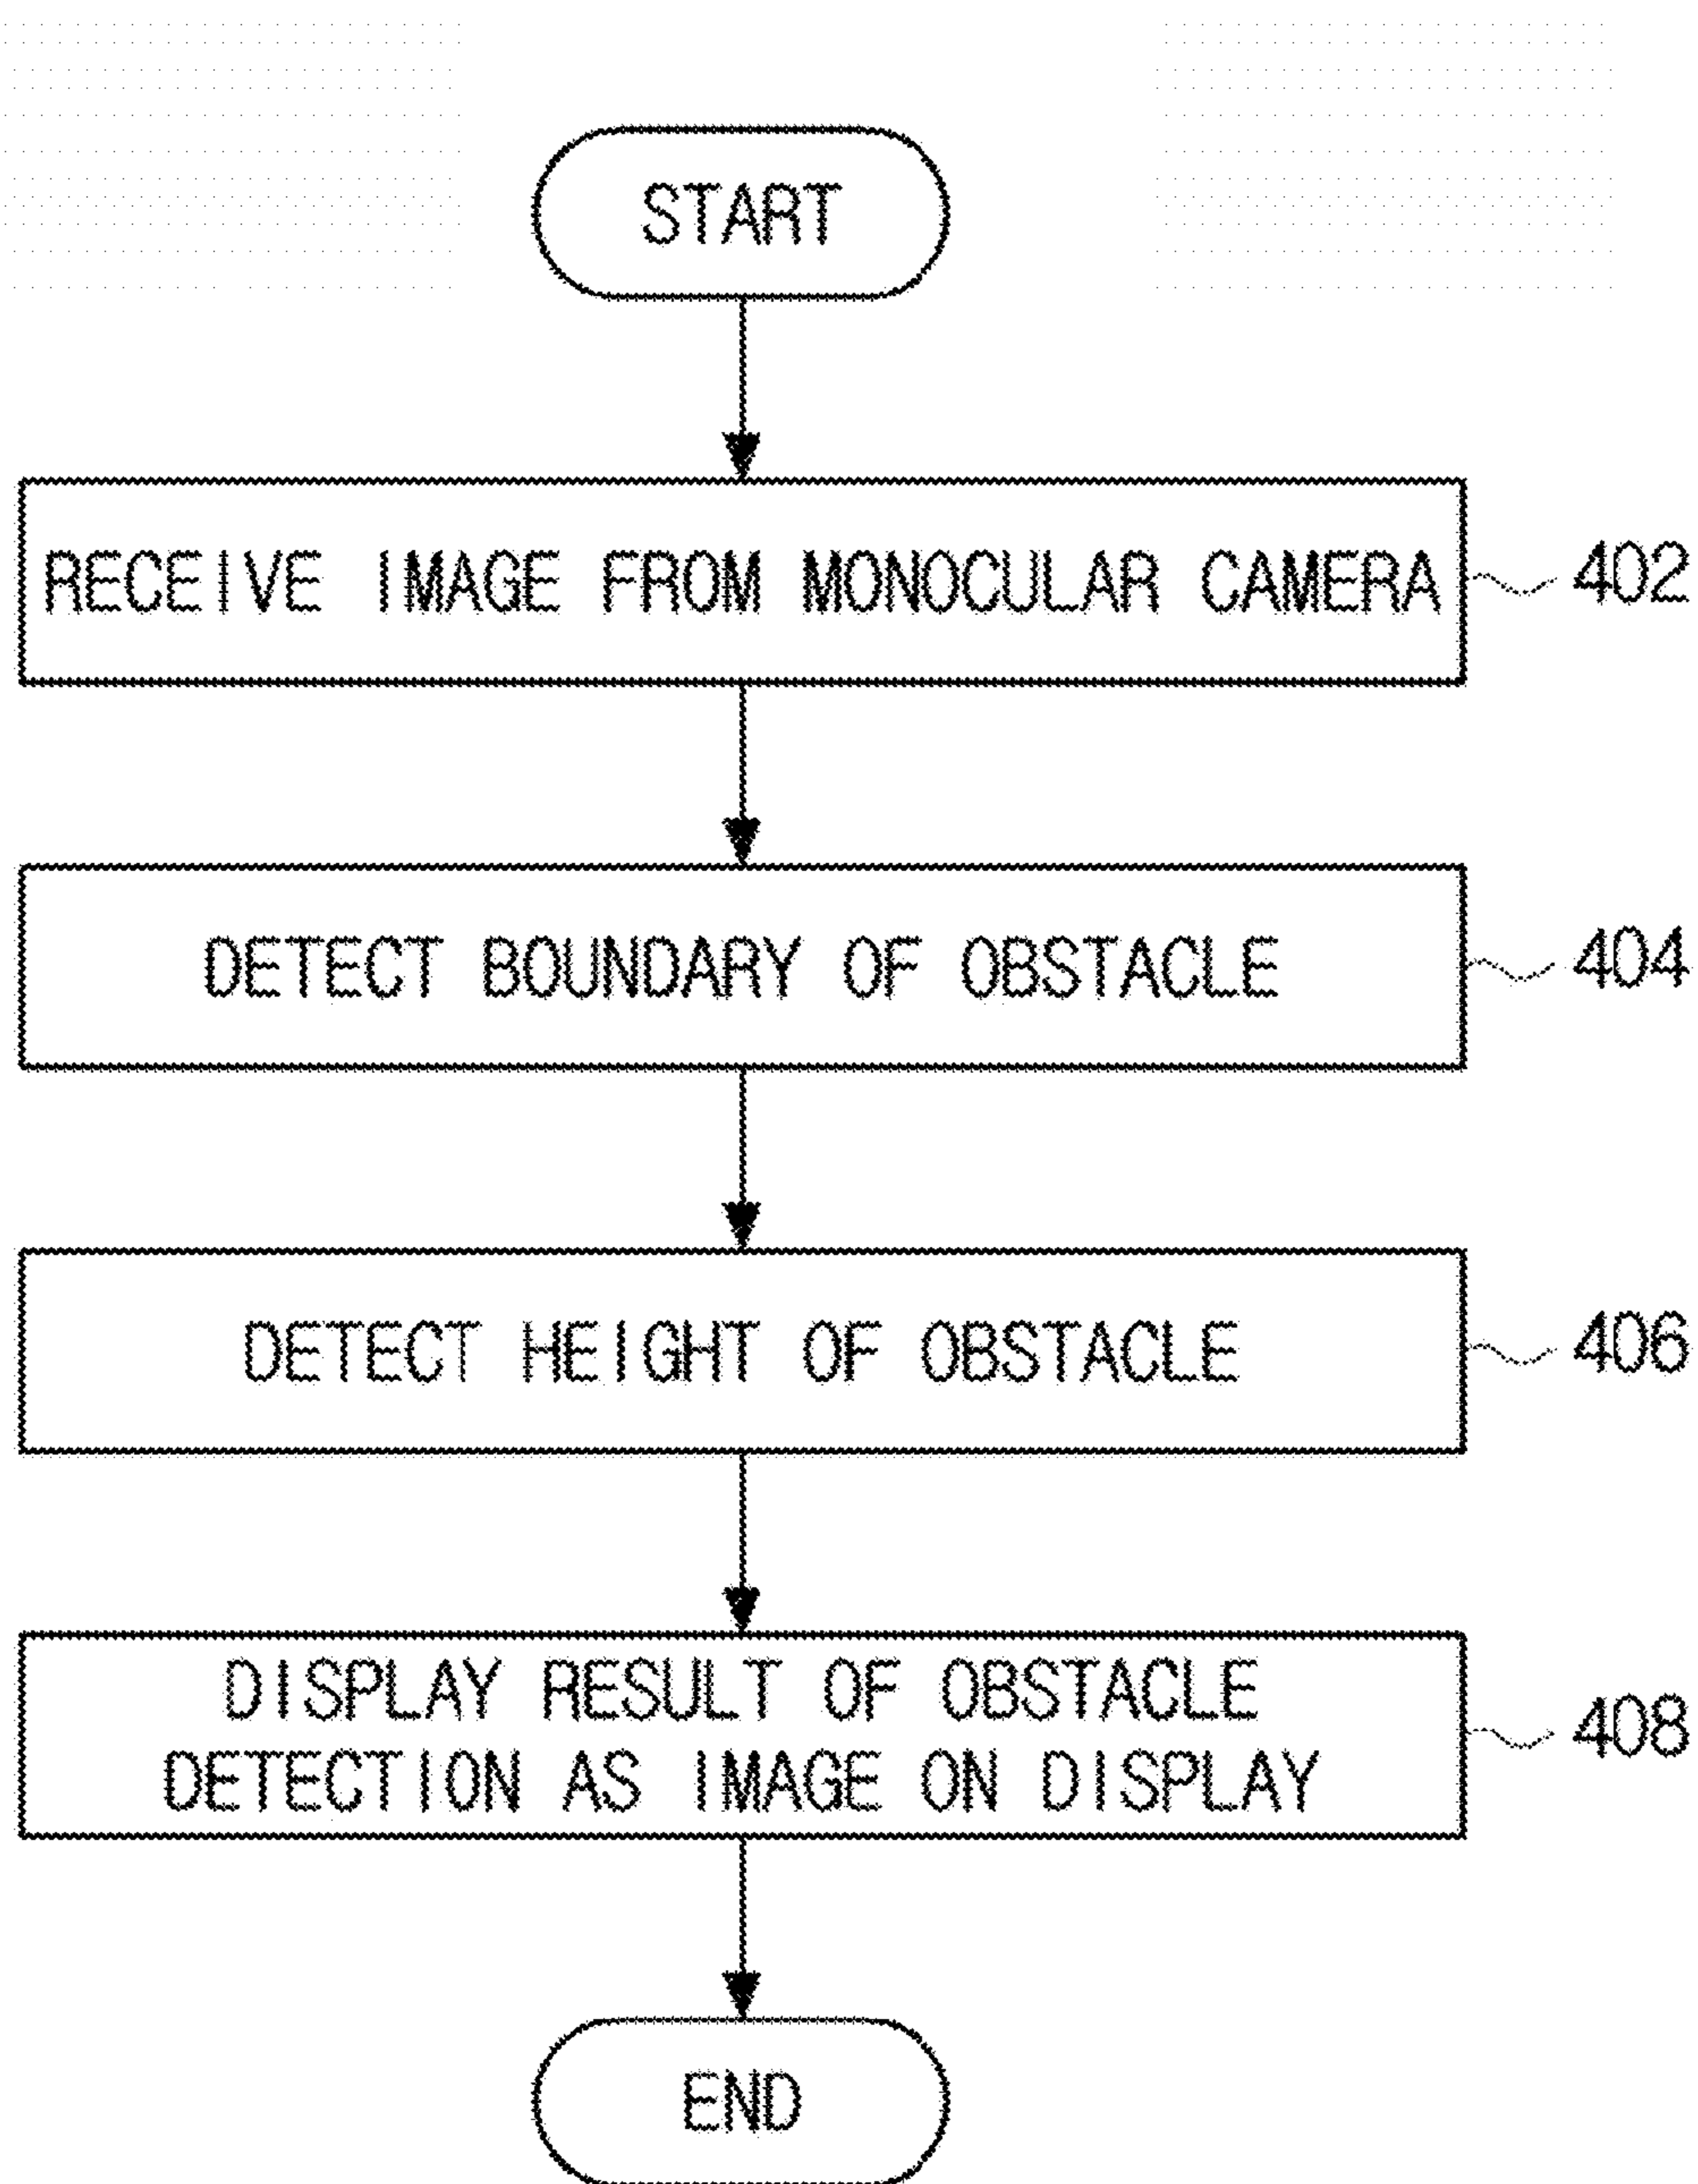 START
RECEIVE IMAGE FROM MONOCULAR CAMERA
402
DETECT BOUNDARY OF OBSTACLE
404
DETECT HEIGHT OF OBSTACLE
406
DISPLAY RESULT OF OBSTACLE
DETECTION AS IMAGE ON DISPLAY
408
END